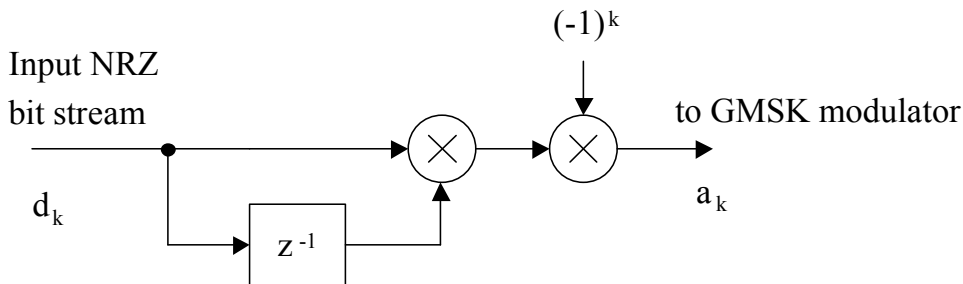 (-1)ᵏ
Input NRZ
bit stream
to GMSK modulator
dₖ
aₖ
z⁻¹